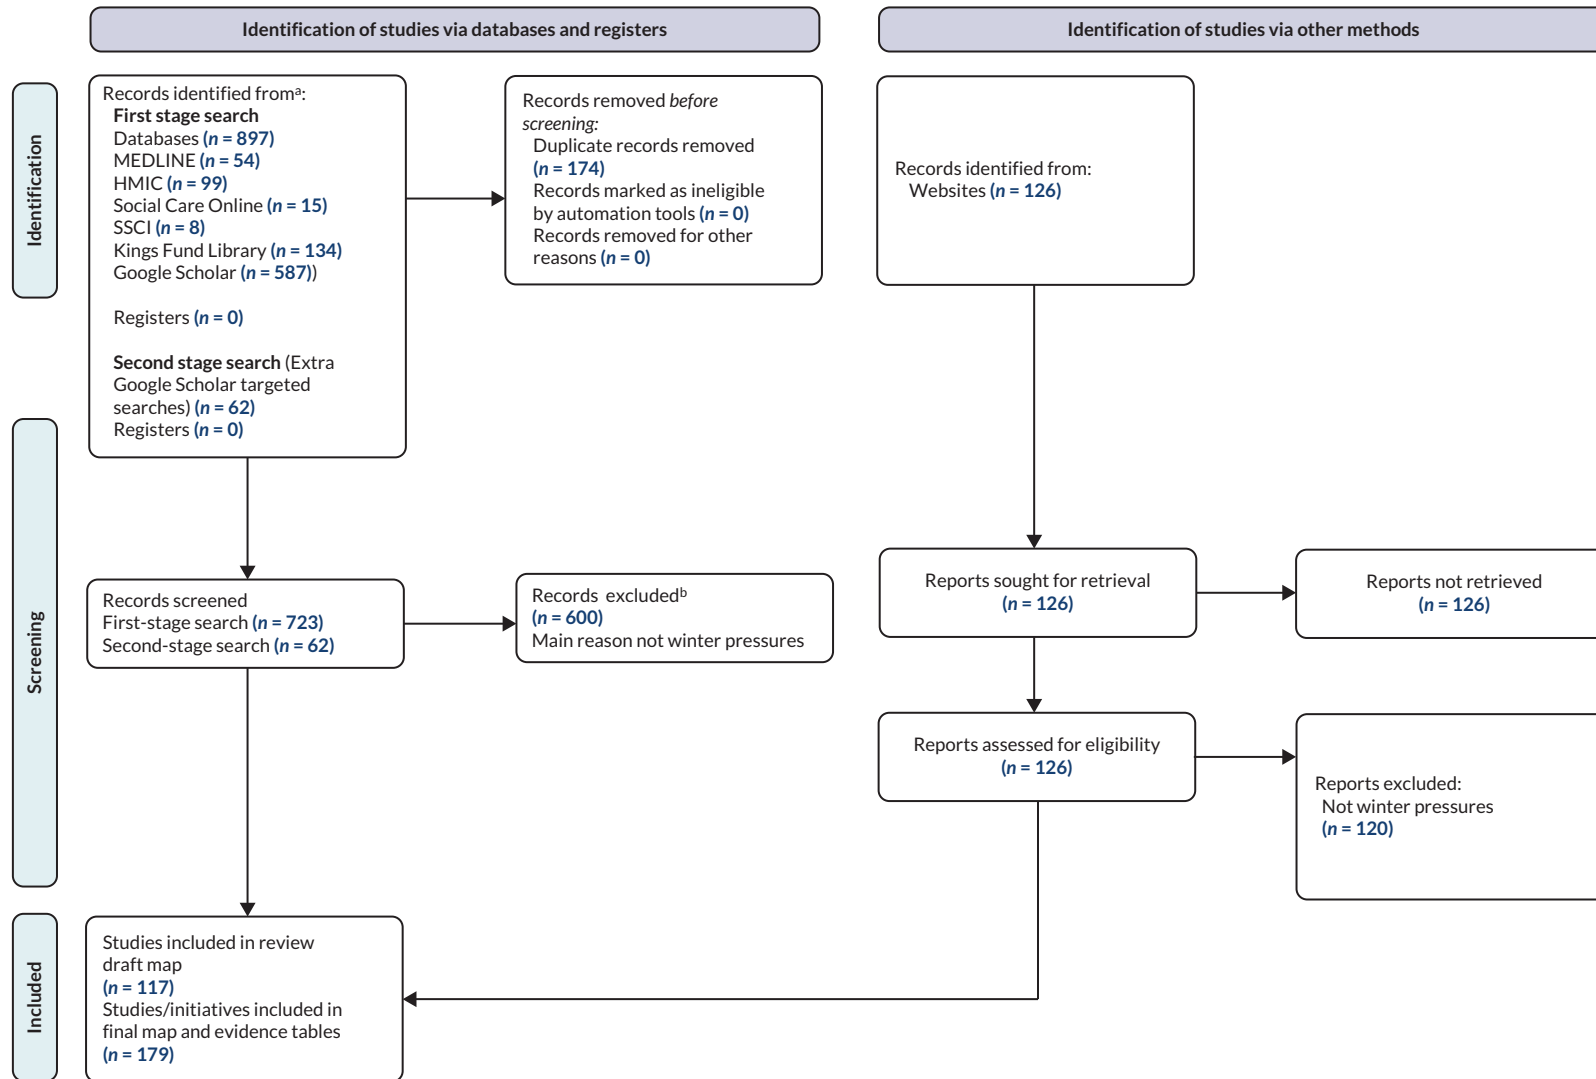 Identification of studies via databases and registers
Identification of studies via other methods
Identification
Records identified fromᵃ:
First stage search
Databases (n = 897)
MEDLINE (n = 54)
HMIC (n = 99)
Social Care Online (n = 15)
SSCI (n = 8)
Kings Fund Library (n = 134)
Google Scholar (n = 587))
Registers (n = 0)
Second stage search (Extra
Google Scholar targeted
searches) (n = 62)
Registers (n = 0)
Records removed before
screening:
Duplicate records removed
(n = 174)
Records marked as ineligible
by automation tools (n = 0)
Records removed for other
reasons (n = 0)
Records identified from:
Websites (n = 126)
Screening
Records screened
First-stage search (n = 723)
Second-stage search (n = 62)
Records excludedᵇ
(n = 600)
Main reason not winter pressures
Reports sought for retrieval
(n = 126)
Reports not retrieved
(n = 126)
Reports assessed for eligibility
(n = 126)
Reports excluded:
Not winter pressures
(n = 120)
Included
Studies included in review
draft map
(n = 117)
Studies/initiatives included in
final map and evidence tables
(n = 179)